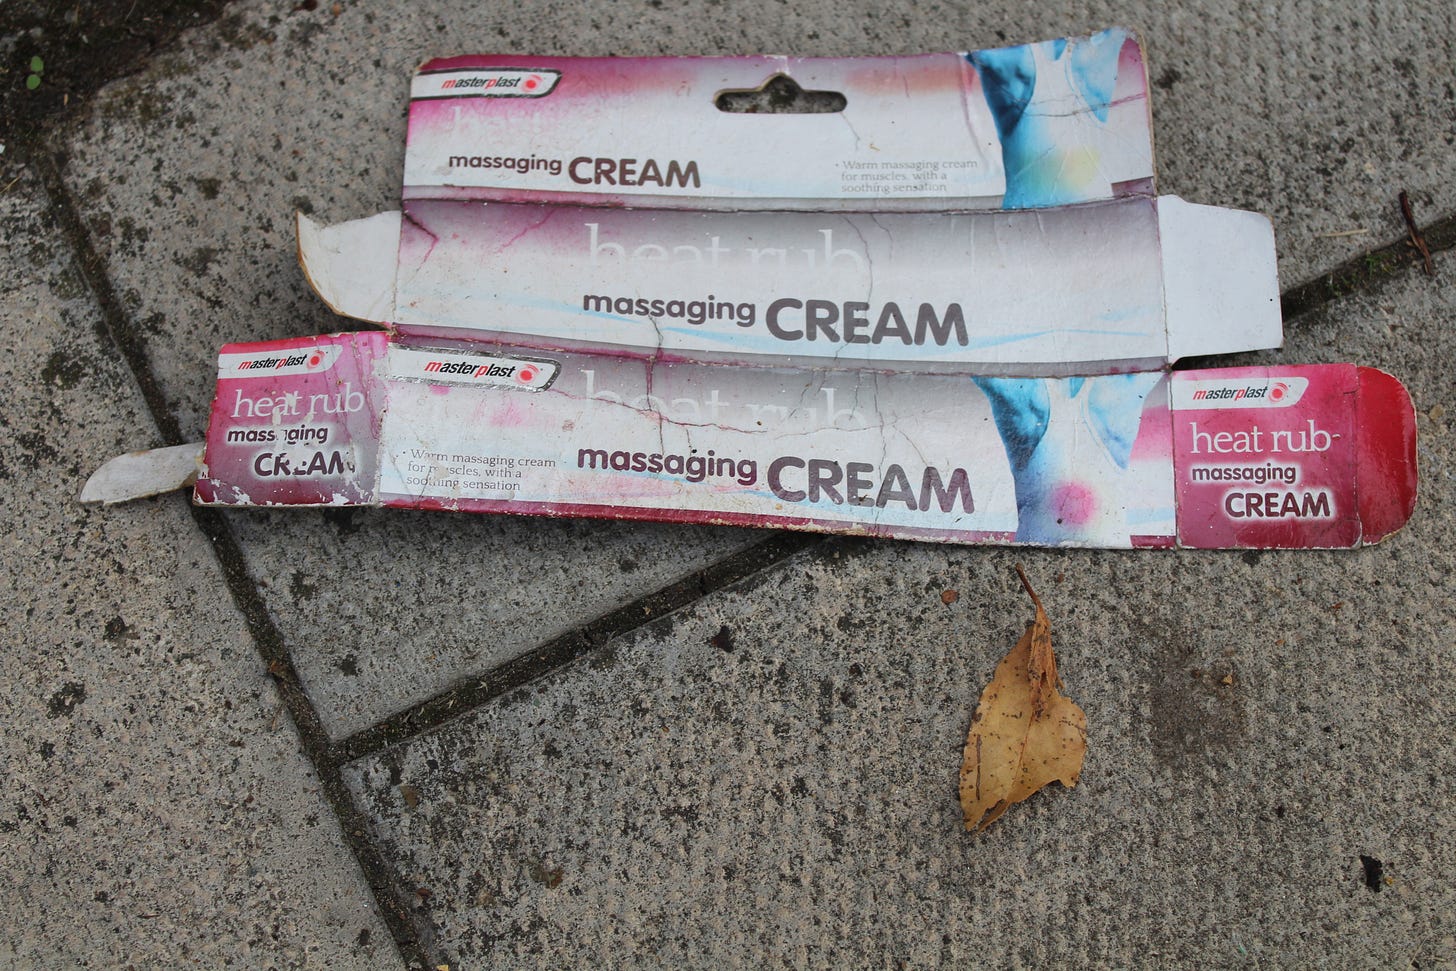 masterplast
heat
massaging CREAM
· Warm massaging cream
for muscles, with a
soothing sensation
heat rub
massaging CREAM
masterplast
heat rub
massaging
CREAM
masterplast
heat rub
· Warm massaging cream
for muscles, with a
soothing sensation
massaging CREAM
masterplast
heat rub
massaging
CREAM